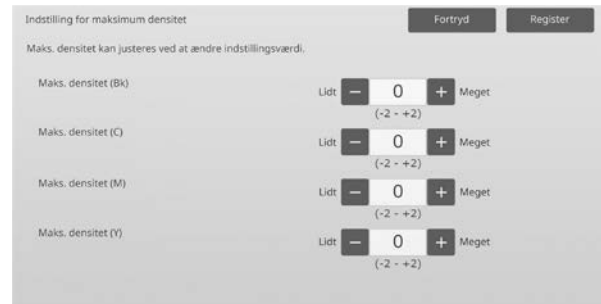 Indstilling for maksimum densitet
Fortryd
Register
Maks. densitet kan justeres ved at ændre indstillingsværdi.
Maks. densitet (Bk)
Lidt − 0 + Meget
(-2 - +2)
Maks. densitet (C)
Lidt − 0 + Meget
(-2 - +2)
Maks. densitet (M)
Lidt − 0 + Meget
(-2 - +2)
Maks. densitet (Y)
Lidt − 0 + Meget
(-2 - +2)